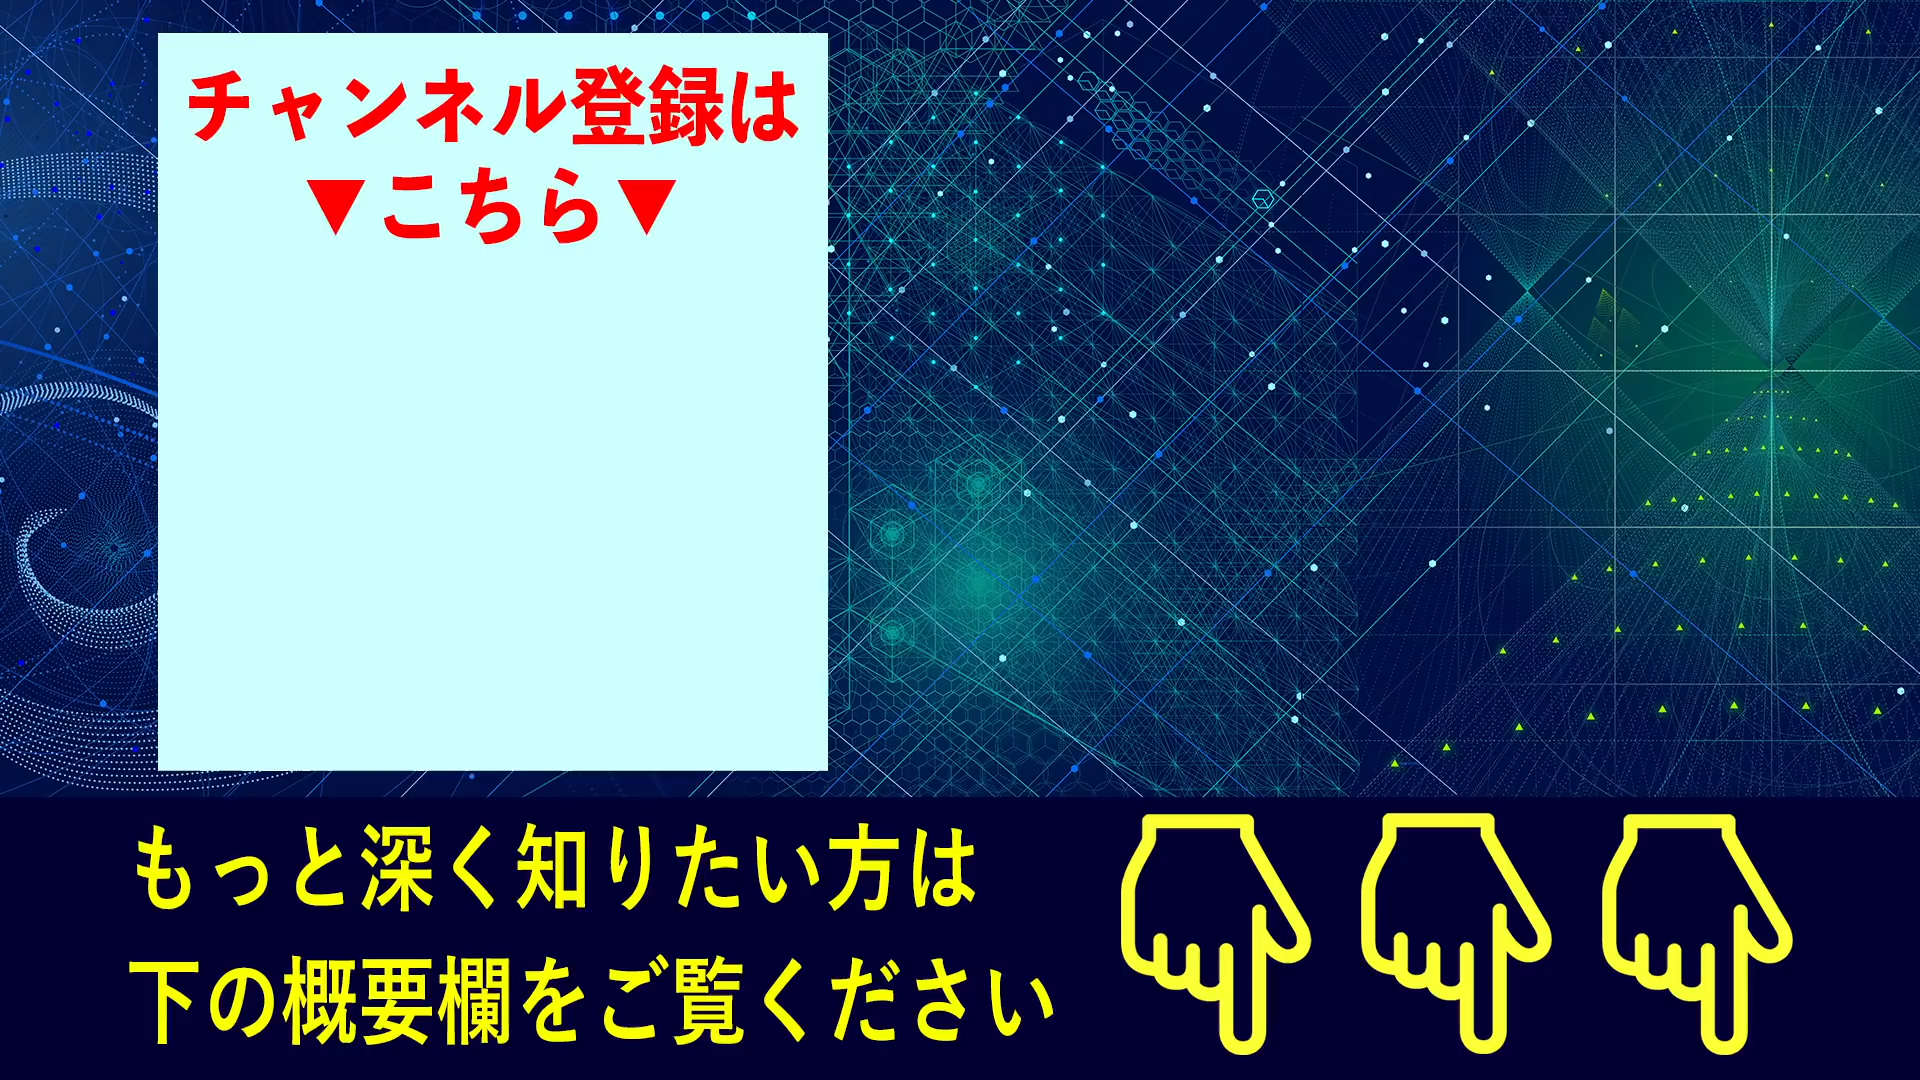 チャンネル登録は
▼こちら▼
もっと深く知りたい方は
下の概要欄をご覧ください